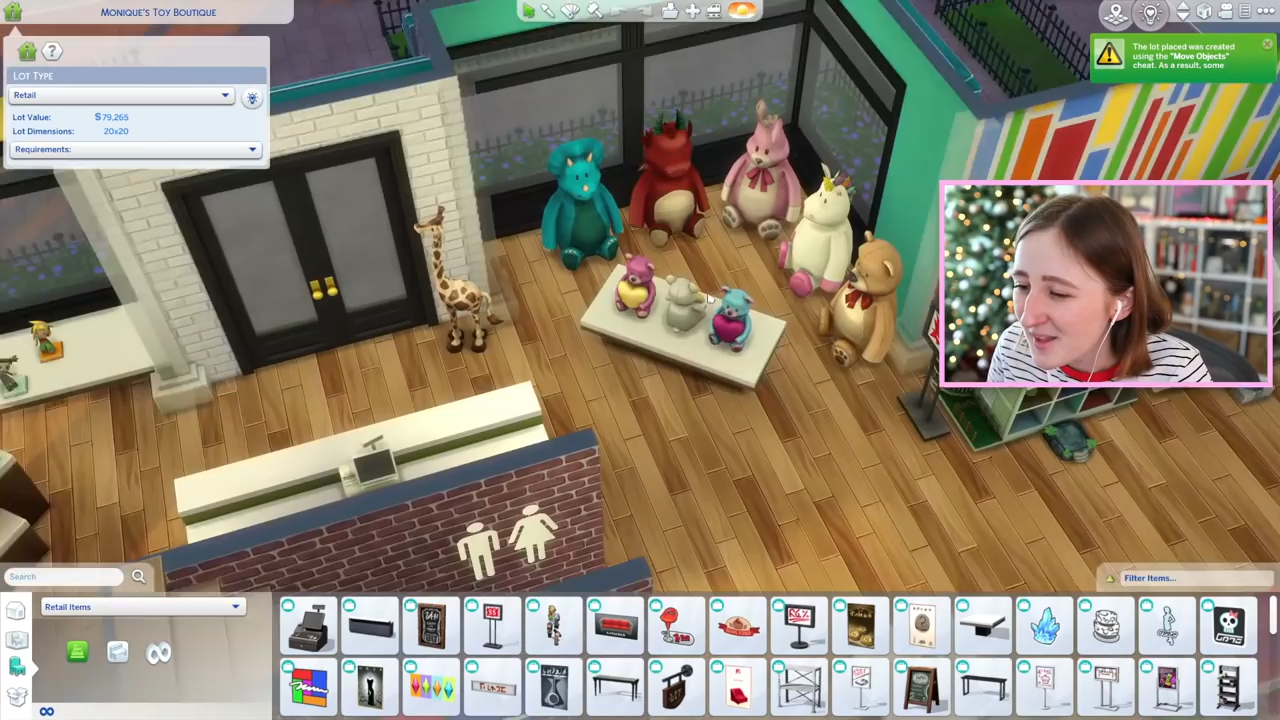 MONIQUE'S TOY BOUTIQUE
LOT TYPE
Retail
Lot Value: §79,265
Lot Dimensions: 20x20
Requirements:
The lot placed was created
using the "Move Objects"
cheat. As a result, some
Search
Filter Items...
Retail Items